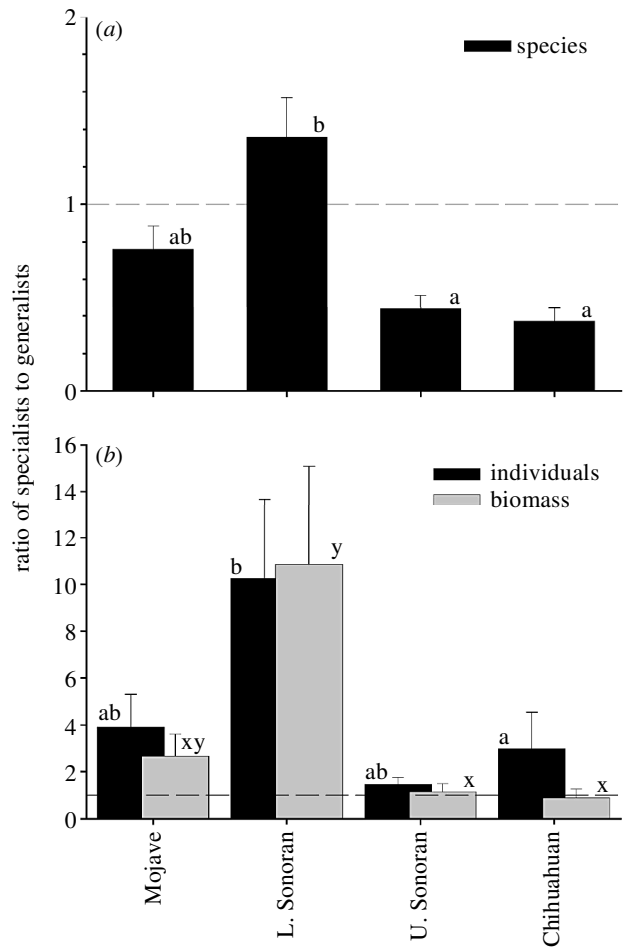 ratio of specialists to generalists
(a)
species
2
1
0
ab
b
a
a
(b)
individuals
biomass
16
14
12
10
8
6
4
2
0
ab
xy
b
y
ab
x
a
x
Mojave
L. Sonoran
U. Sonoran
Chihuahuan